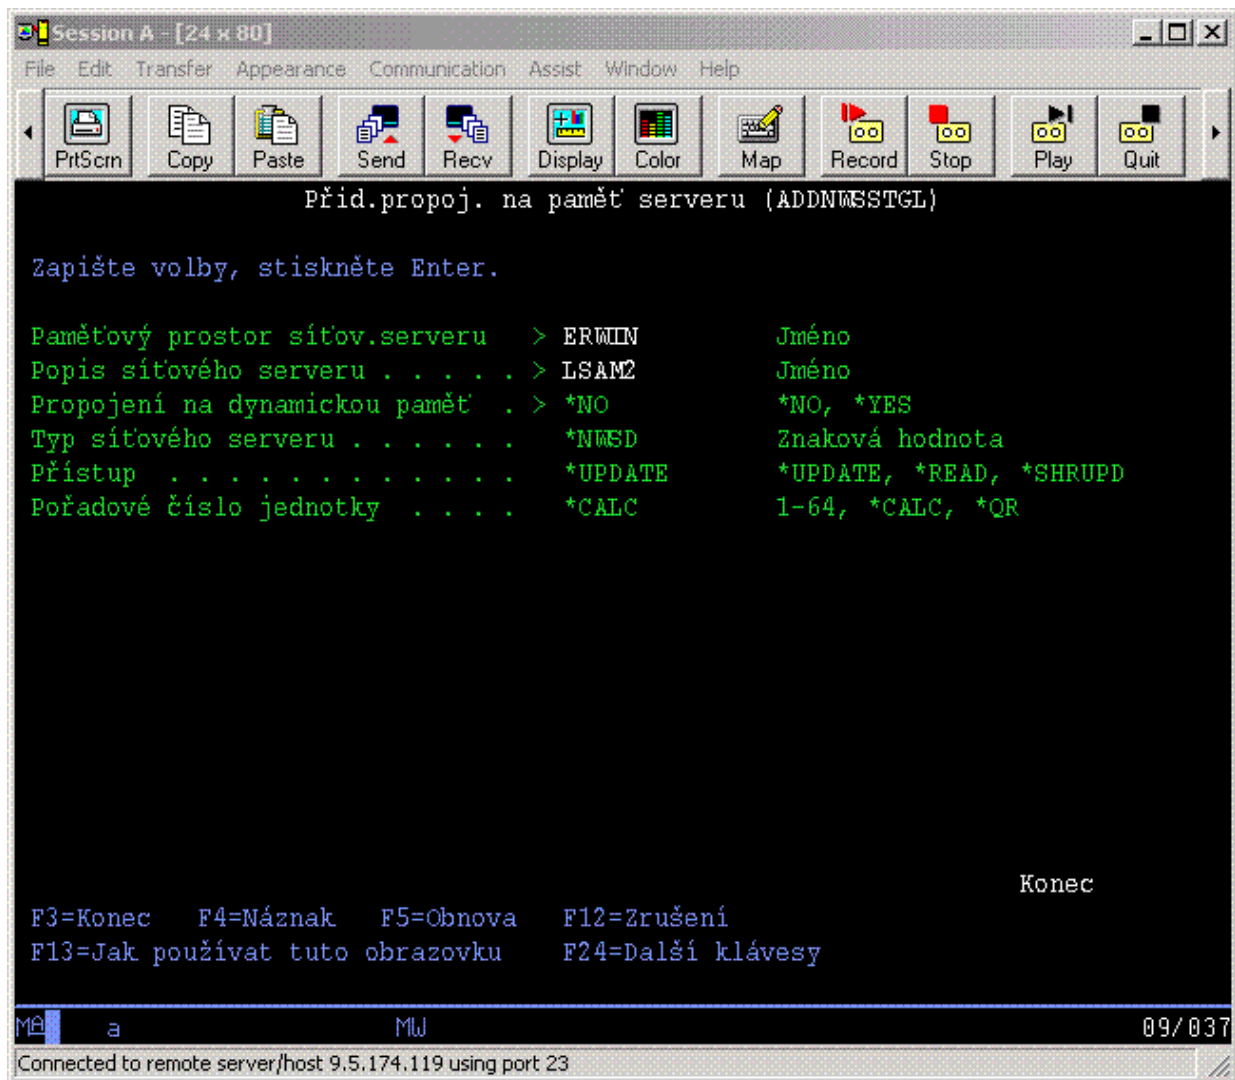 Session A - [24 x 80]
File Edit Transfer Appearance Communication Assist Window Help
PrtScrn Copy Paste Send Recv Display Color Map Record Stop Play Quit
Přid.propoj. na paměť serveru (ADDNWSSTGL)
Zapište volby, stiskněte Enter.
Paměťový prostor síťov.serveru > ERWIN Jméno
Popis síťového serveru . . . . . > LSAM2 Jméno
Propojení na dynamickou paměť . > *NO *NO, *YES
Typ síťového serveru . . . . . . *NWSD Znaková hodnota
Přístup . . . . . . . . . . . . *UPDATE *UPDATE, *READ, *SHRUPD
Pořadové číslo jednotky . . . . *CALC 1-64, *CALC, *QR
Konec
F3=Konec F4=Náznak F5=Obnova F12=Zrušení
F13=Jak používat tuto obrazovku F24=Další klávesy
MA a MW 09/037
Connected to remote server/host 9.5.174.119 using port 23